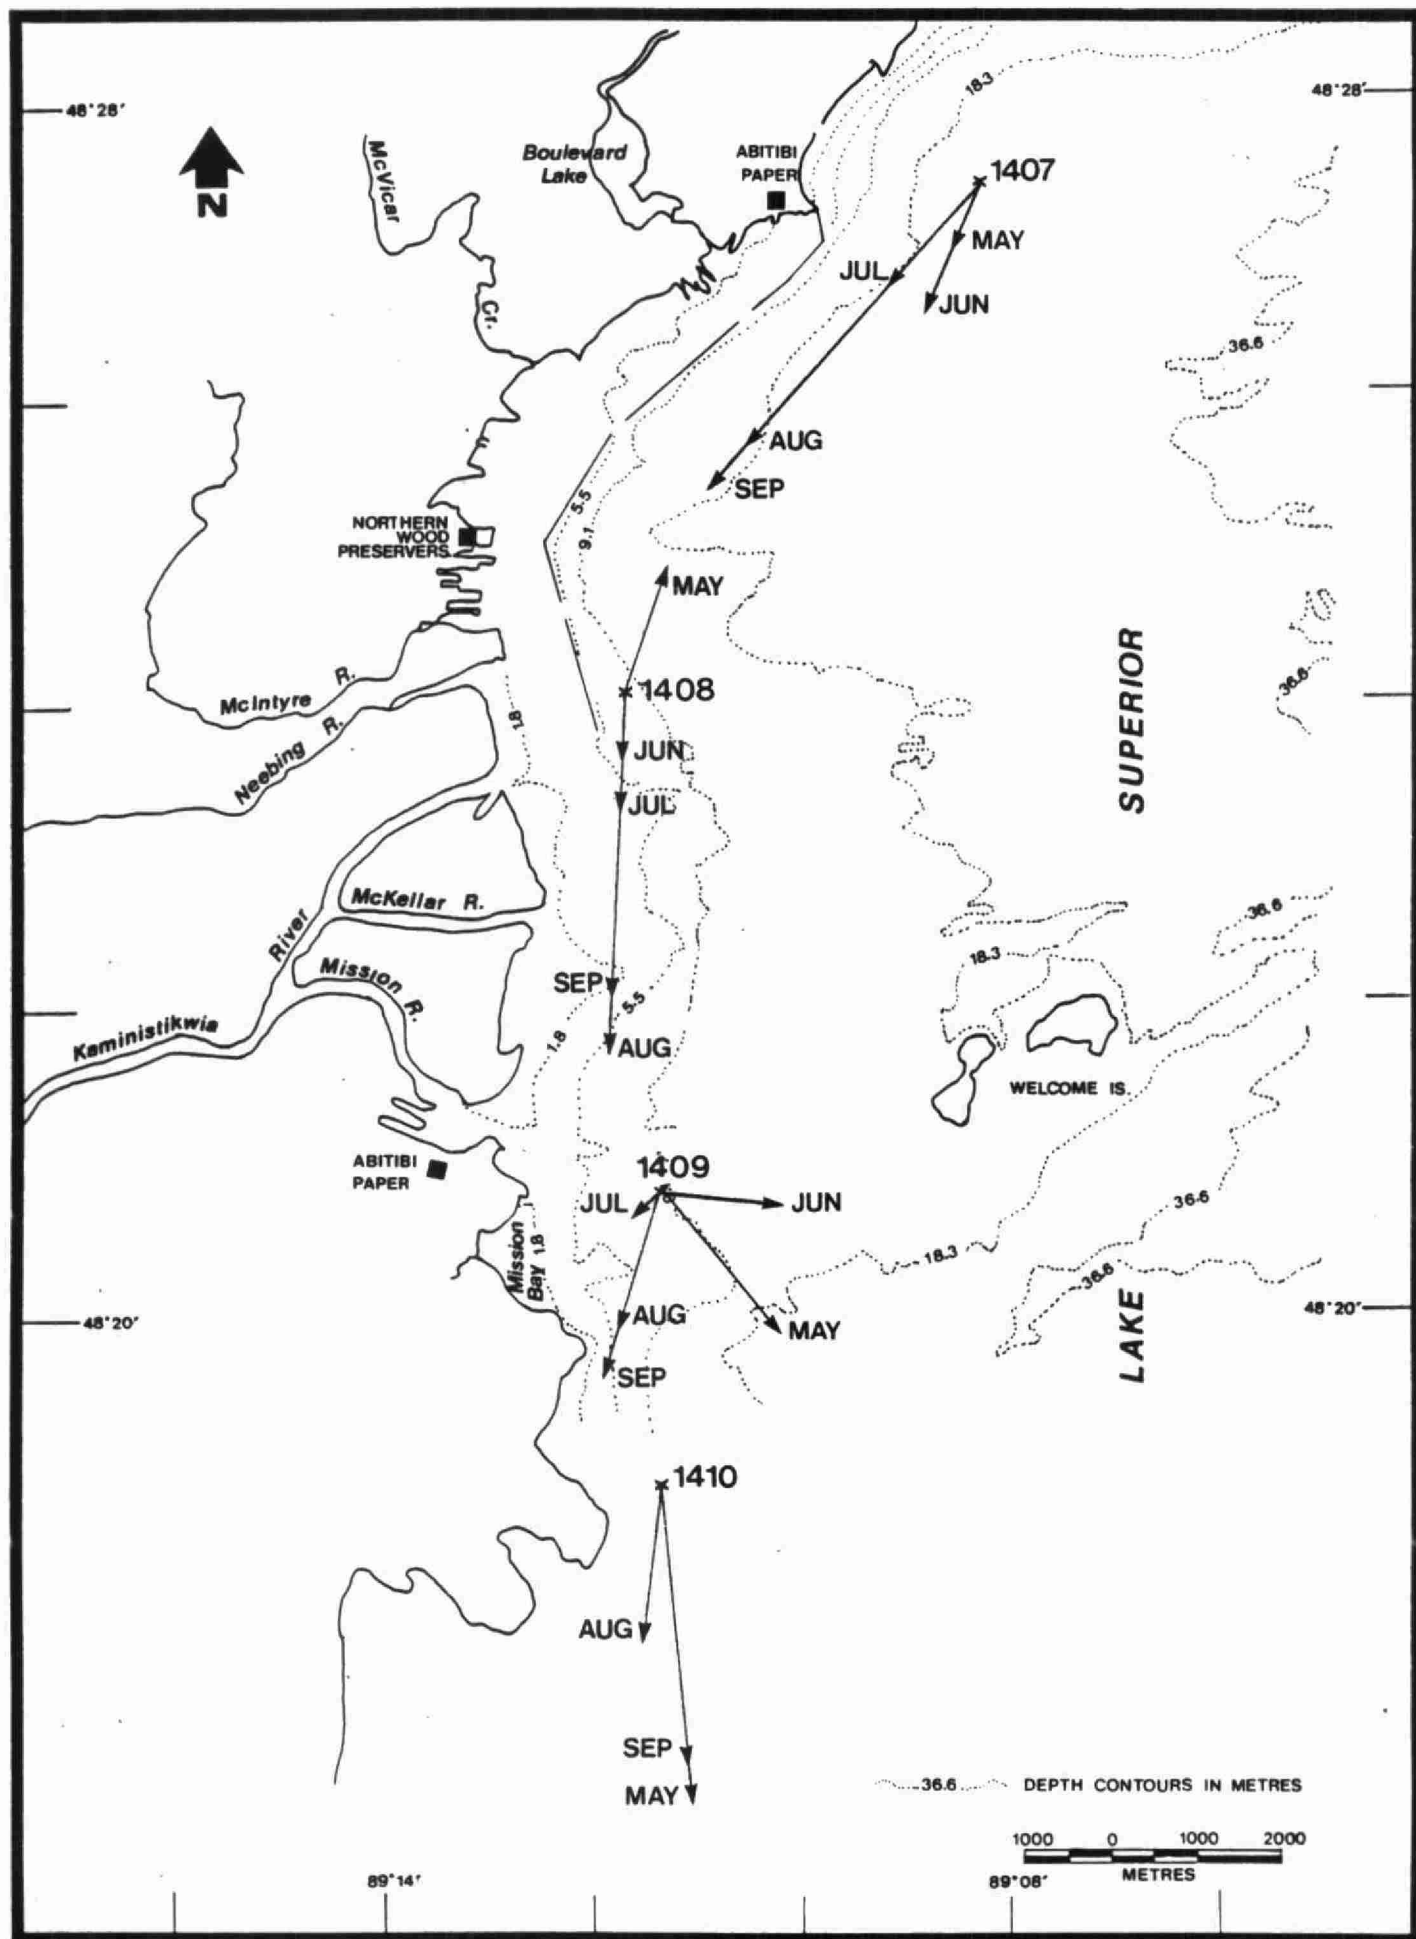 48°28'
48°28'
18.3
McVicar
Cr.
Boulevard
Lake
ABITIBI
PAPER
N
1407
MAY
JUL
JUN
36.6
AUG
SEP
5.5
9.1
NORTHERN
WOOD
PRESERVERS
MAY
1408
McIntyre R.
Neebing R.
1.8
JUN
JUL
36.6
SUPERIOR
McKellar R.
River
Mission R.
Kaministikwia
SEP
5.5
1.8
AUG
18.3
36.6
WELCOME IS.
ABITIBI
PAPER
1409
JUL
JUN
Mission
Bay
1.8
36.6
18.3
36.6
48°20'
AUG
MAY
SEP
LAKE
48°20'
1410
AUG
SEP
MAY
36.6 DEPTH CONTOURS IN METRES
1000 0 1000 2000
METRES
89°14'
89°08'